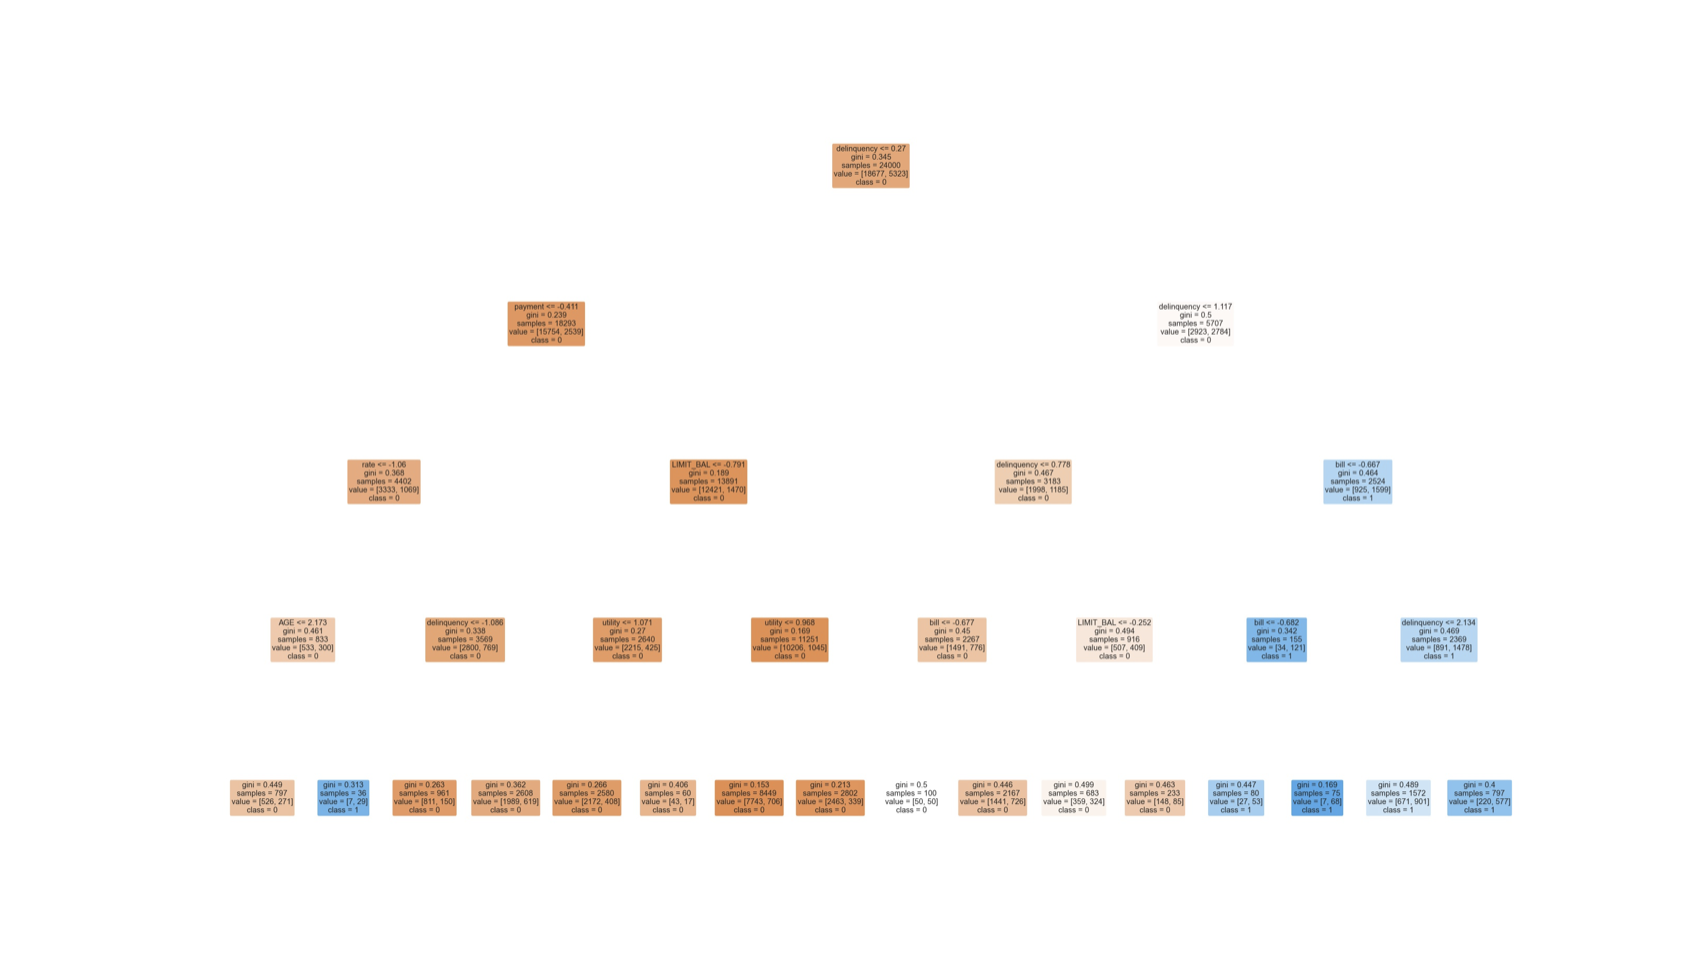 delinquency <= 0.27
gini = 0.345
samples = 24000
value = [18677, 5323]
class = 0
payment <= -0.411
gini = 0.239
samples = 18293
value = [15754, 2539]
class = 0
delinquency <= 1.117
gini = 0.5
samples = 5707
value = [2923, 2784]
class = 0
rate <= -1.06
gini = 0.368
samples = 4402
value = [3333, 1069]
class = 0
LIMIT_BAL <= -0.791
gini = 0.189
samples = 13891
value = [12421, 1470]
class = 0
delinquency <= 0.778
gini = 0.467
samples = 3183
value = [1998, 1185]
class = 0
bill <= -0.667
gini = 0.464
samples = 2524
value = [925, 1599]
class = 1
AGE <= 2.173
gini = 0.461
samples = 833
value = [533, 300]
class = 0
delinquency <= -1.086
gini = 0.338
samples = 3569
value = [2800, 769]
class = 0
utility <= 1.071
gini = 0.27
samples = 2640
value = [2215, 425]
class = 0
utility <= 0.968
gini = 0.169
samples = 11251
value = [10206, 1045]
class = 0
bill <= -0.677
gini = 0.45
samples = 2267
value = [1491, 776]
class = 0
LIMIT_BAL <= -0.252
gini = 0.494
samples = 916
value = [507, 409]
class = 0
bill <= -0.682
gini = 0.342
samples = 155
value = [34, 121]
class = 1
delinquency <= 2.134
gini = 0.469
samples = 2369
value = [891, 1478]
class = 1
gini = 0.449
samples = 797
value = [526, 271]
class = 0
gini = 0.313
samples = 36
value = [7, 29]
class = 1
gini = 0.263
samples = 961
value = [811, 150]
class = 0
gini = 0.362
samples = 2608
value = [1989, 619]
class = 0
gini = 0.266
samples = 2580
value = [2172, 408]
class = 0
gini = 0.406
samples = 60
value = [43, 17]
class = 0
gini = 0.153
samples = 8449
value = [7743, 706]
class = 0
gini = 0.213
samples = 2802
value = [2463, 339]
class = 0
gini = 0.5
samples = 100
value = [50, 50]
class = 0
gini = 0.446
samples = 2167
value = [1441, 726]
class = 0
gini = 0.499
samples = 683
value = [359, 324]
class = 0
gini = 0.463
samples = 233
value = [148, 85]
class = 0
gini = 0.447
samples = 80
value = [27, 53]
class = 1
gini = 0.169
samples = 75
value = [7, 68]
class = 1
gini = 0.489
samples = 1572
value = [671, 901]
class = 1
gini = 0.4
samples = 797
value = [220, 577]
class = 1